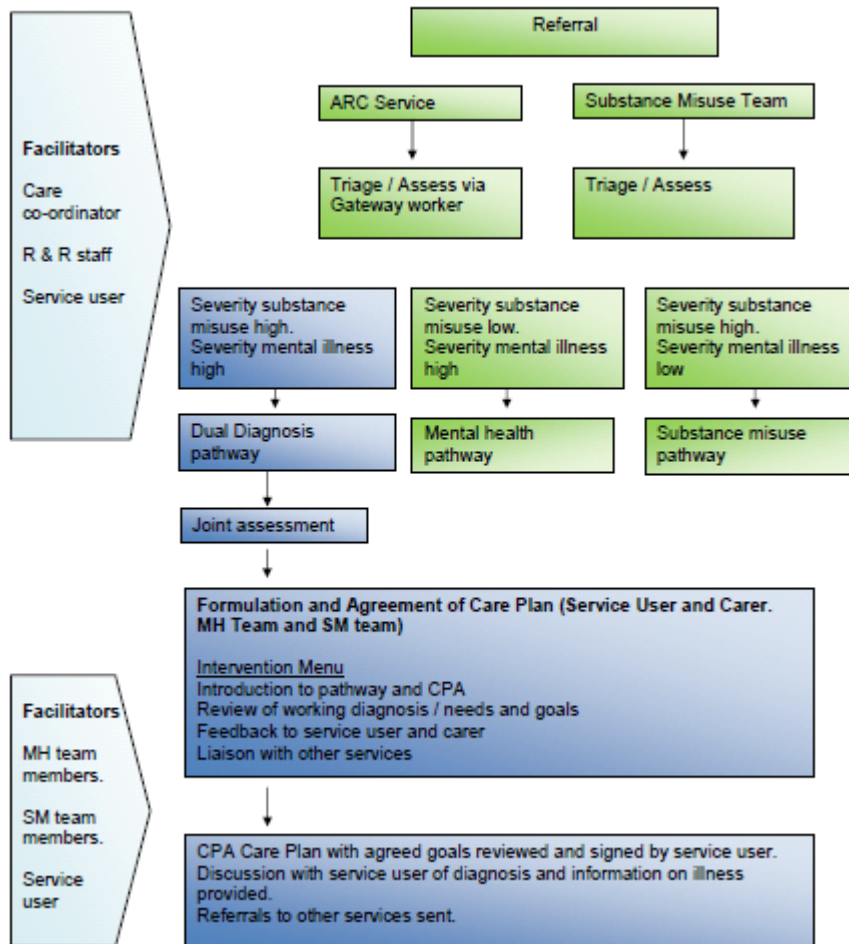 Referral
ARC Service
Substance Misuse Team
Facilitators
Care
co-ordinator
R & R staff
Service user
Triage / Assess via
Gateway worker
Triage / Assess
Severity substance
misuse high.
Severity mental illness
high
Severity substance
misuse low.
Severity mental illness
high
Severity substance
misuse high.
Severity mental illness
low
Dual Diagnosis
pathway
Mental health
pathway
Substance misuse
pathway
Joint assessment
Formulation and Agreement of Care Plan (Service User and Carer.
MH Team and SM team)
Intervention Menu
Introduction to pathway and CPA
Review of working diagnosis / needs and goals
Feedback to service user and carer
Liaison with other services
Facilitators
MH team
members.
SM team
members.
Service
user
CPA Care Plan with agreed goals reviewed and signed by service user.
Discussion with service user of diagnosis and information on illness
provided.
Referrals to other services sent.